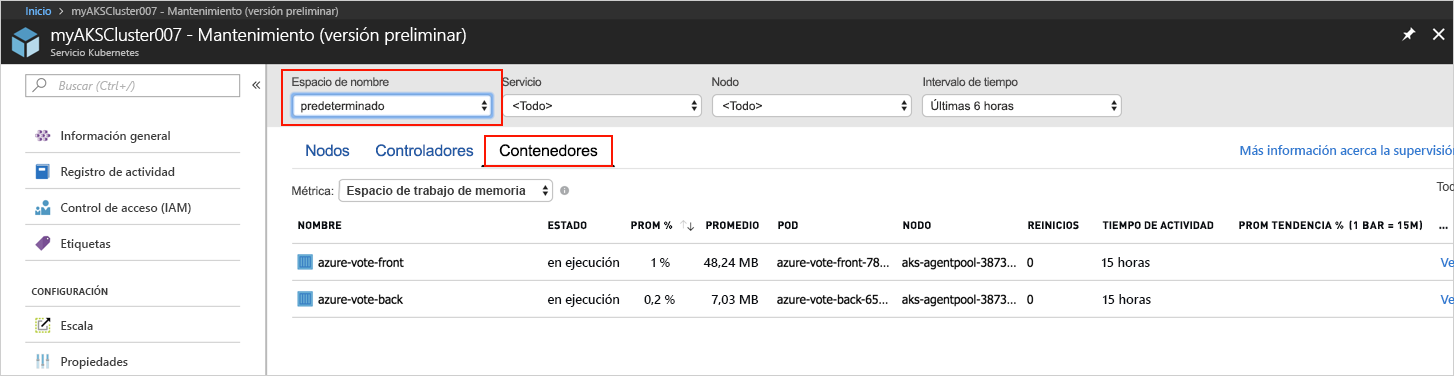 Inicio > myAKSCluster007 - Mantenimiento (versión preliminar)
myAKSCluster007 - Mantenimiento (versión preliminar)
Servicio Kubernetes
Buscar (Ctrl+/)
Información general
Registro de actividad
Control de acceso (IAM)
Etiquetas
CONFIGURACIÓN
Escala
Propiedades
Espacio de nombre Servicio Nodo Intervalo de tiempo
predeterminado <Todo> <Todo> Últimas 6 horas
Nodos Controladores Contenedores Más información acerca la supervisión
Métrica: Espacio de trabajo de memoria Tod
NOMBRE ESTADO PROM % PROMEDIO POD NODO REINICIOS TIEMPO DE ACTIVIDAD PROM TENDENCIA % (1 BAR = 15M) ...
azure-vote-front en ejecución 1 % 48,24 MB azure-vote-front-78... aks-agentpool-3873... 0 15 horas Ve
azure-vote-back en ejecución 0,2 % 7,03 MB azure-vote-back-65... aks-agentpool-3873... 0 15 horas Ve